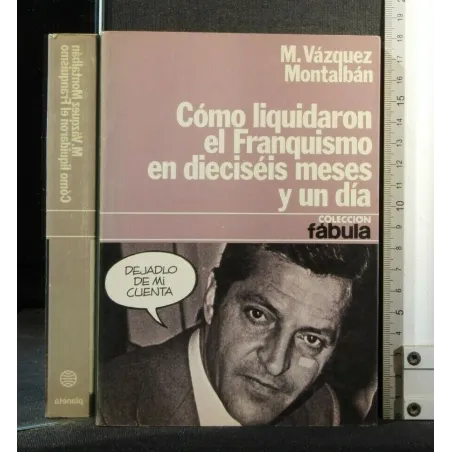 M. Vázquez
Montalbán
Cómo liquidaron
el Franquismo
en dieciséis meses
y un día
COLECCION
fábula
DEJADLO
DE MI
CUENTA
M. Vázquez Montalbán
Cómo liquidaron el Franquismo
planeta